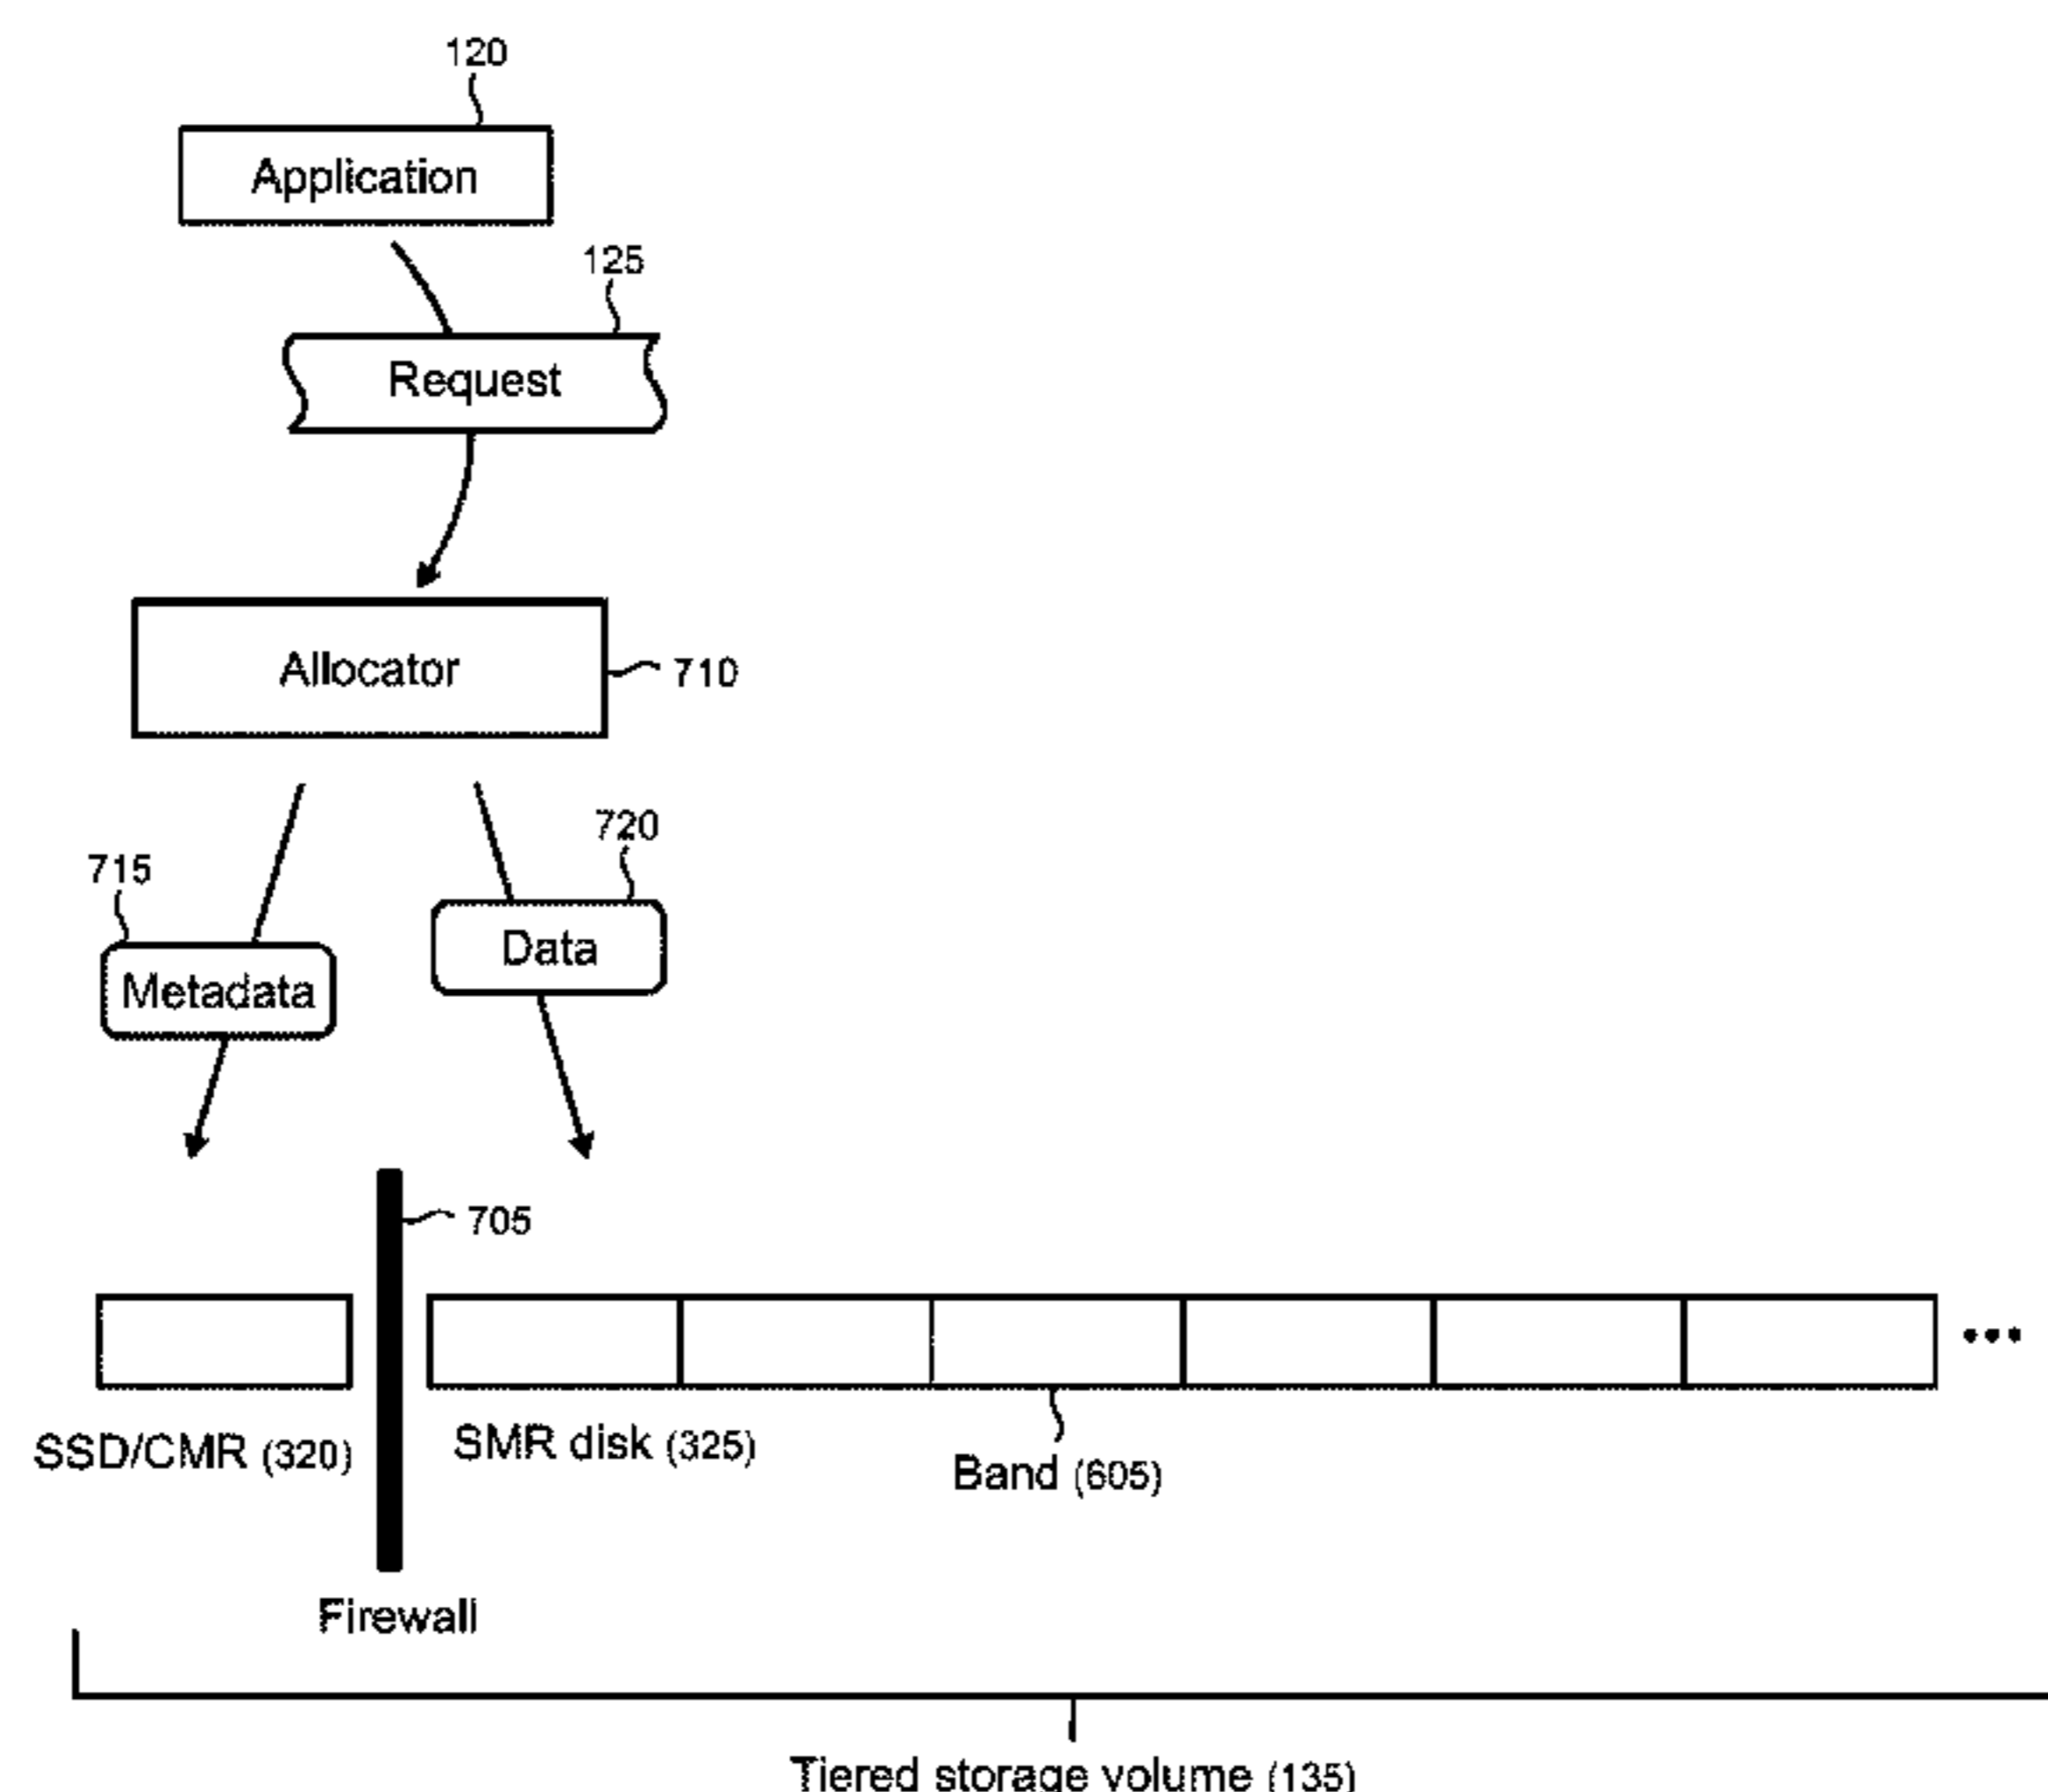 120
Application
125
Request
Allocator
710
720
715
Data
Metadata
705
SSD/CMR (320)
SMR disk (325)
Band (605)
Firewall
Tiered storage volume (135)